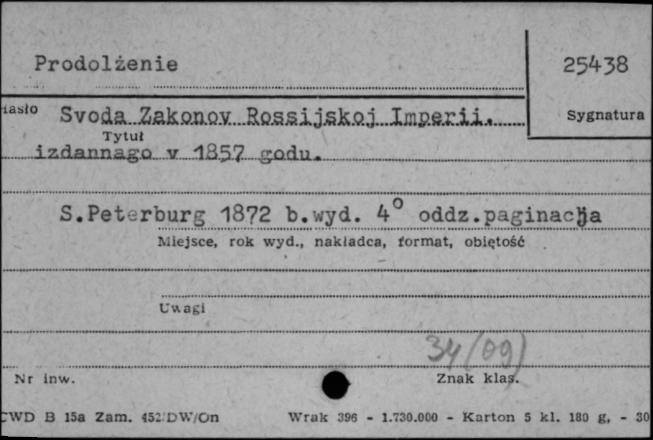 Prodolżenie
25438
Hasło Svoda Zakonov Rossijskoj Imperii.
Sygnatura
Tytuł
izdannago v 1857 godu.
S.Peterburg 1872 b.wyd. 4° oddz.paginacja
Miejsce, rok wyd., nakładca, format, objętość
Uwagi
34(09)
Nr inw.
Znak klas.
CWD B 15a Zam. 452/DW/On Wrak 396 - 1.730.000 - Karton 5 kl. 180 g, - 30